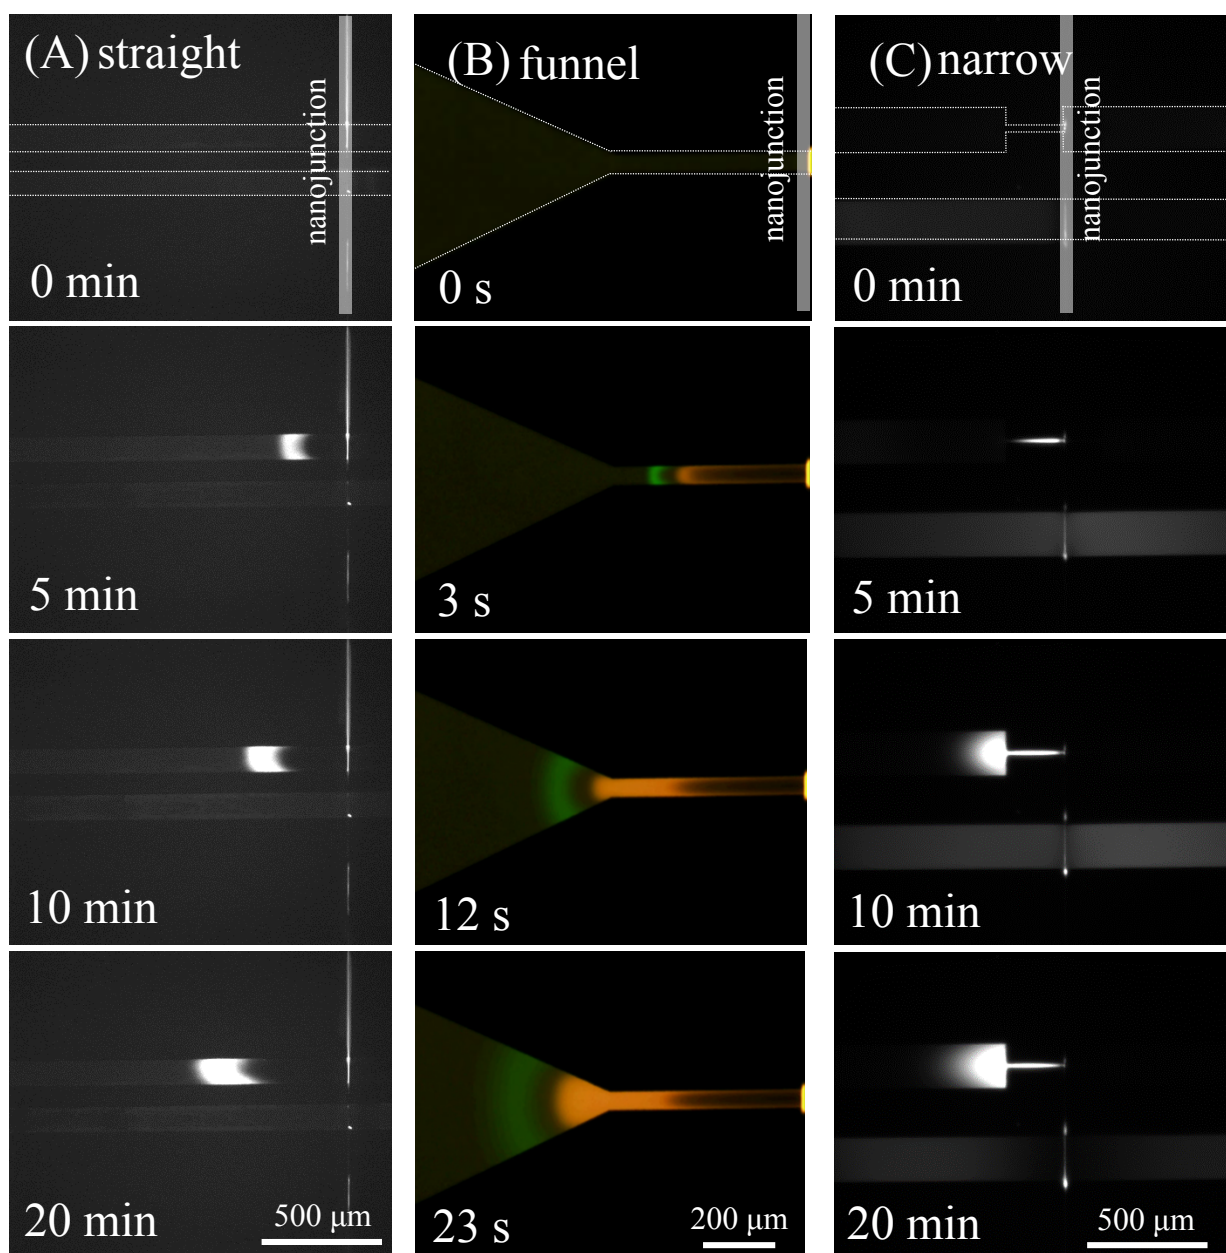 (A) straight
nanojunction
0 min
5 min
10 min
20 min
500 μm
(B) funnel
nanojunction
0 s
3 s
12 s
23 s
200 μm
(C) narrow
nanojunction
0 min
5 min
10 min
20 min
500 μm